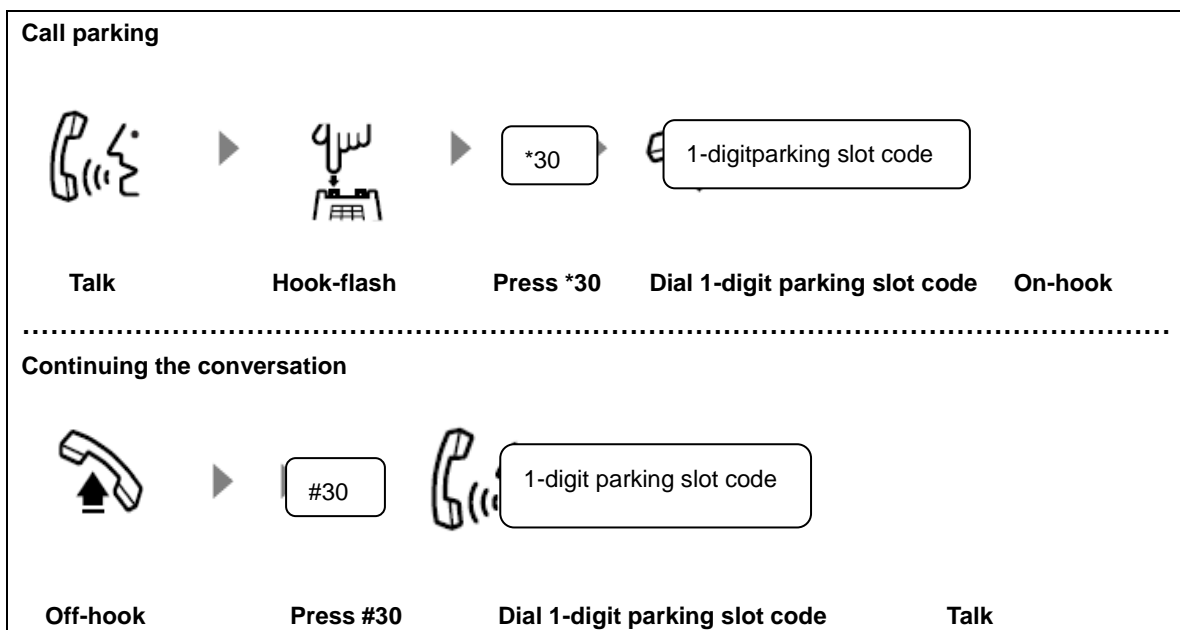 Call parking
*30
1-digitparking slot code
Talk Hook-flash Press *30 Dial 1-digit parking slot code On-hook
Continuing the conversation
#30
1-digit parking slot code
Off-hook Press #30 Dial 1-digit parking slot code Talk